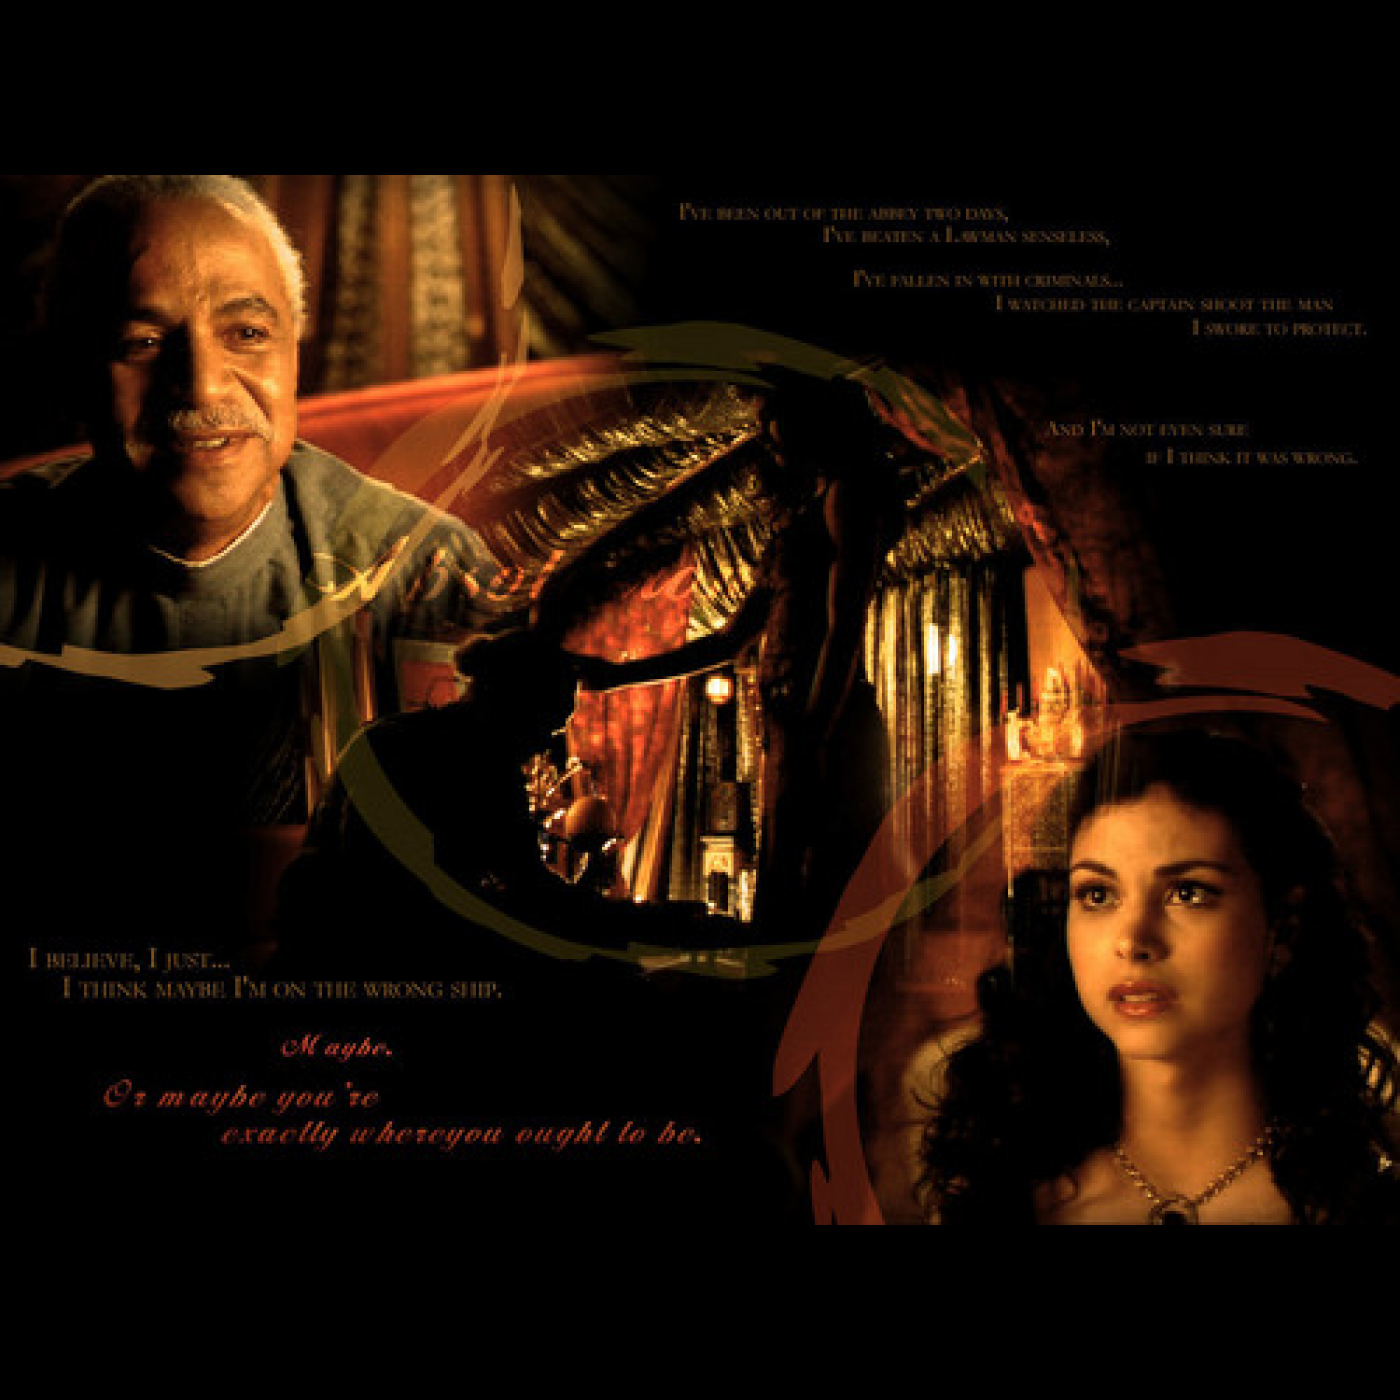 I've been out of the abbey two days,
I've beaten a Lawman senseless,
I've fallen in with criminals...
I watched the captain shoot the man
I swore to protect.
And I'm not even sure
if I think it was wrong.
I believe, I just...
I think maybe I'm on the wrong ship.
Maybe.
Or maybe you're
exactly whereyou ought to be.